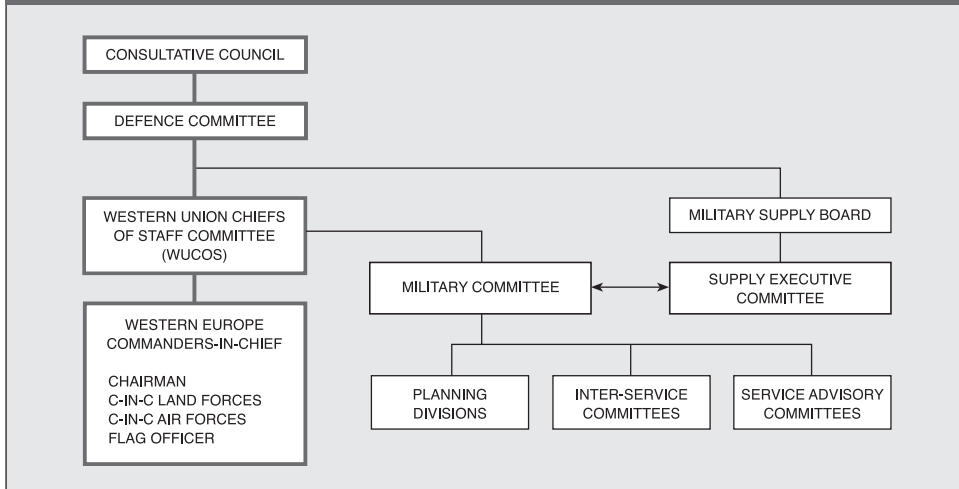 CONSULTATIVE COUNCIL
DEFENCE COMMITTEE
WESTERN UNION CHIEFS
OF STAFF COMMITTEE
(WUCOS)
MILITARY SUPPLY BOARD
MILITARY COMMITTEE
SUPPLY EXECUTIVE
COMMITTEE
WESTERN EUROPE
COMMANDERS-IN-CHIEF
CHAIRMAN
C-IN-C LAND FORCES
C-IN-C AIR FORCES
FLAG OFFICER
PLANNING
DIVISIONS
INTER-SERVICE
COMMITTEES
SERVICE ADVISORY
COMMITTEES